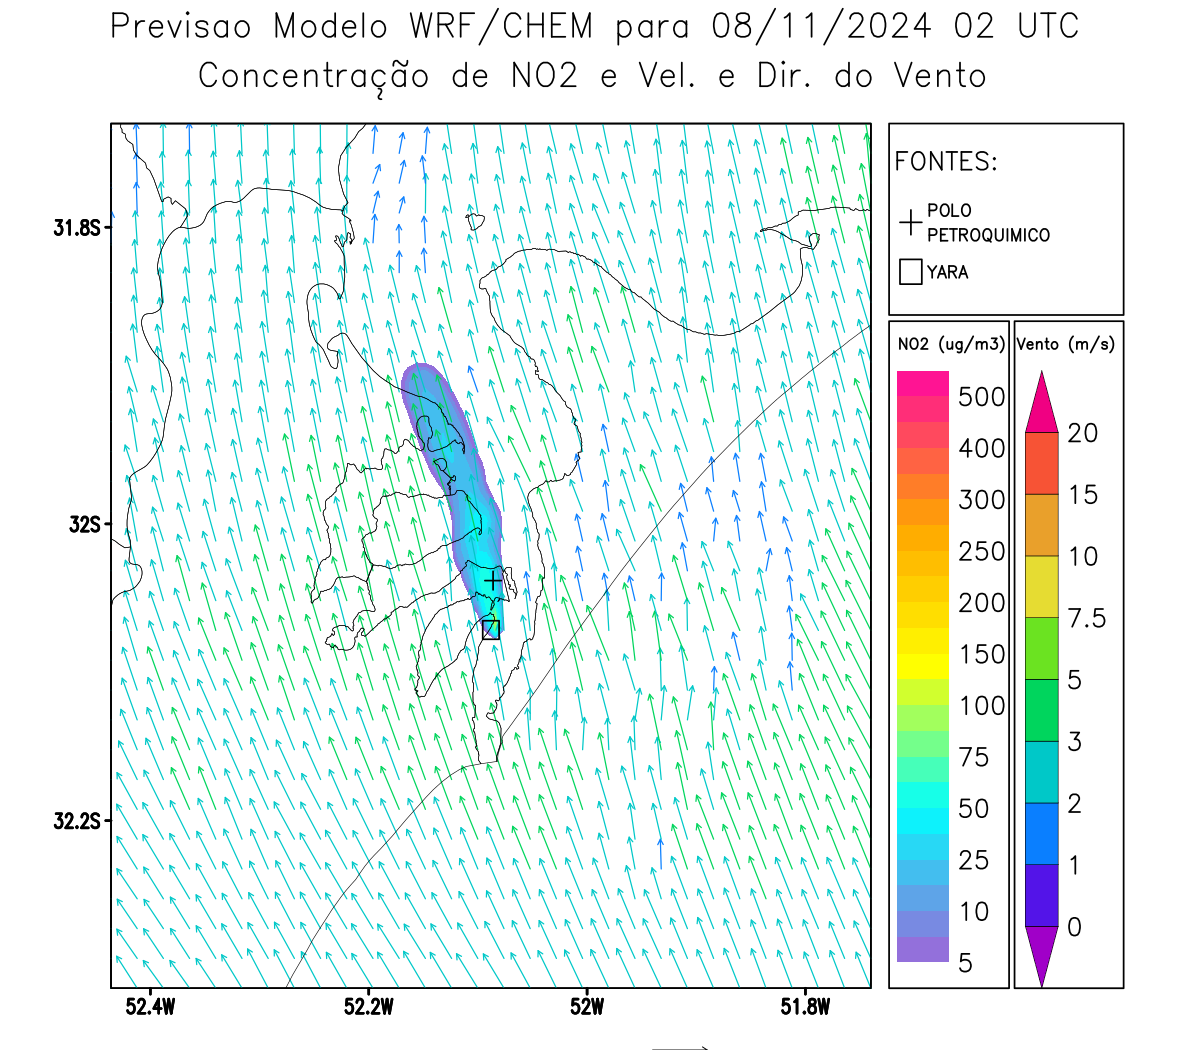 Previsao Modelo WRF/CHEM para 08/11/2024 02 UTC
Concentração de NO2 e Vel. e Dir. do Vento
FONTES:
POLO
PETROQUIMICO
YARA
NO2 (ug/m3)
500
400
300
250
200
150
100
75
50
25
10
5
Vento (m/s)
20
15
10
7.5
5
3
2
1
0
31.8S
32S
32.2S
52.4W
52.2W
52W
51.8W